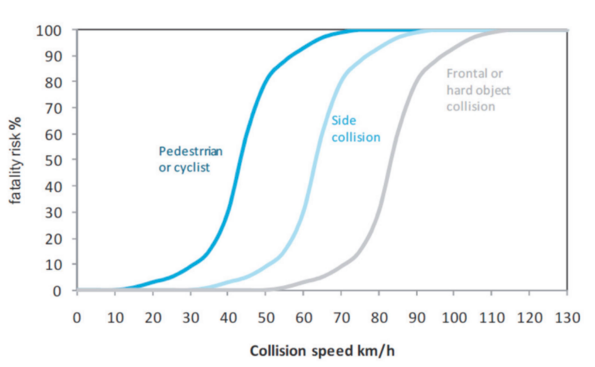 fatality risk %
100
90
80
70
60
50
40
30
20
10
0
Pedestrrian
or cyclist
Side
collision
Frontal or
hard object
collision
0 10 20 30 40 50 60 70 80 90 100 110 120 130
Collision speed km/h